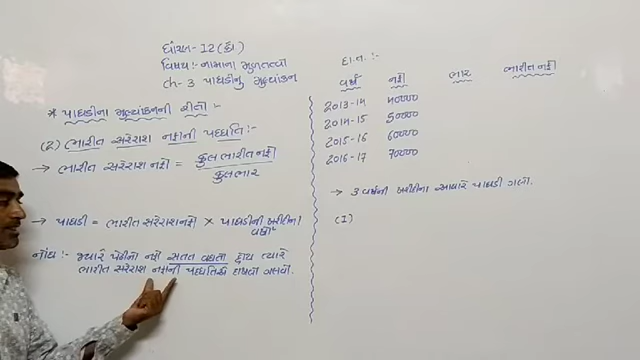 ધોરણ - 12 (કો)
વિષય :- નામાના મૂળતત્વો
ch - 3 પાઘડીનું મૂલ્યાંકન
* પાઘડીના મૂલ્યાંકનની રીતો :-
(2) ભારીત સરેરાશ નફાની પદ્ધતિ :-
→ ભારીત સરેરાશ નફો = કુલ ભારીત નફો
કુલ ભાર
→ પાઘડી = ભારીત સરેરાશ નફો × પાઘડીની ખરીદીના વર્ષો
નોંધ :- જ્યારે પેઢીનો નફો સતત વધતો હોય ત્યારે
ભારીત સરેરાશ નફાની પદ્ધતિથી ગણવો.
દા.ત. :-
વર્ષ નફો ભાર ભારીત નફો
2013-14 40000
2014-15 50000
2015-16 60000
2016-17 70000
→ 3 વર્ષની ખરીદીના આધારે પાઘડી ગણો.
(1)